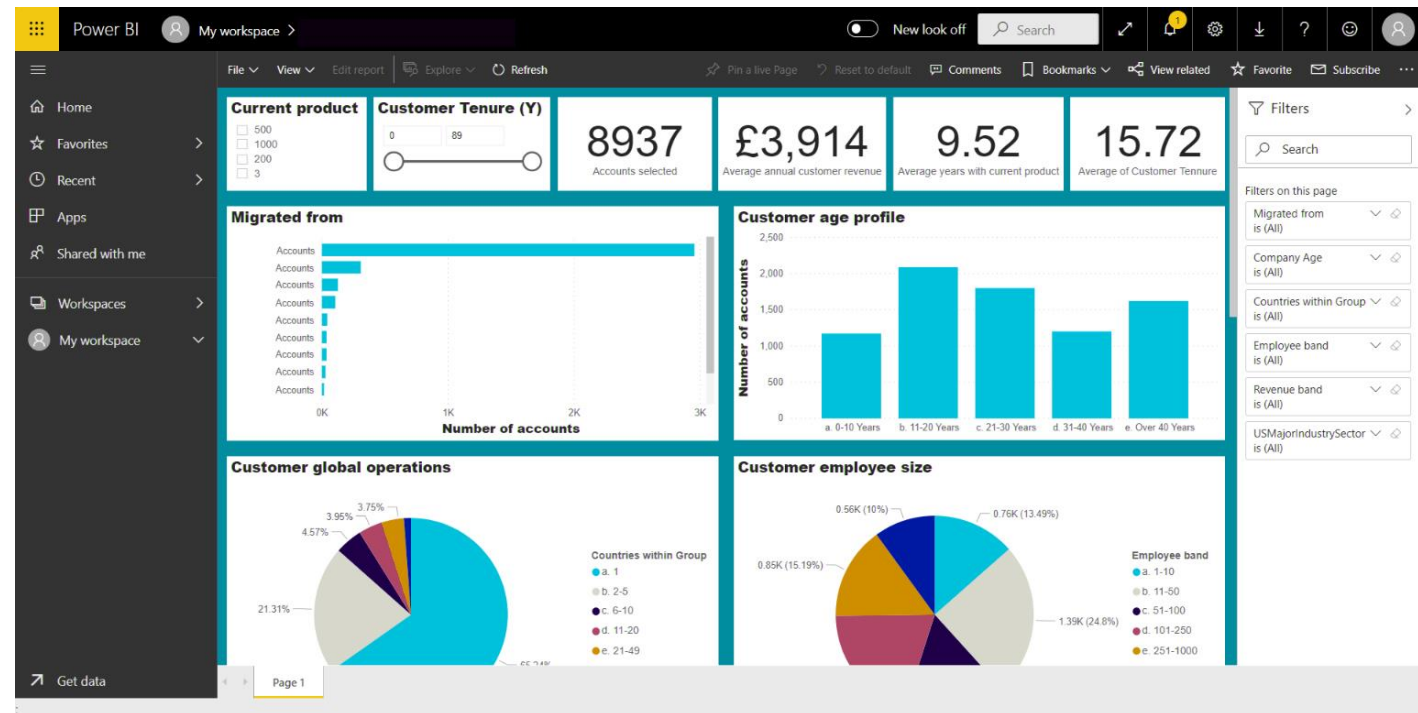 Power BI
My workspace >
New look off
Search
1
File
View
Edit report
Explore
Refresh
Pin a live Page
Reset to default
Comments
Bookmarks
View related
Favorite
Subscribe
Home
Favorites
Recent
Apps
Shared with me
Workspaces
My workspace
Get data
Current product
500
1000
200
3
Customer Tenure (Y)
0 89
8937
Accounts selected
£3,914
Average annual customer revenue
9.52
Average years with current product
15.72
Average of Customer Tennure
Migrated from
Accounts
Accounts
Accounts
Accounts
Accounts
Accounts
Accounts
Accounts
Accounts
0K 1K 2K 3K
Number of accounts
Customer age profile
Number of accounts
2,500
2,000
1,500
1,000
500
0
a. 0-10 Years b. 11-20 Years c. 21-30 Years d. 31-40 Years e. Over 40 Years
Customer global operations
3.75%
3.95%
4.57%
21.31%
Countries within Group
a. 1
b. 2-5
c. 6-10
d. 11-20
e. 21-49
Customer employee size
0.56K (10%)
0.76K (13.49%)
0.85K (15.19%)
1.39K (24.8%)
Employee band
a. 1-10
b. 11-50
c. 51-100
d. 101-250
e. 251-1000
Filters
Search
Filters on this page
Migrated from
is (All)
Company Age
is (All)
Countries within Group
is (All)
Employee band
is (All)
Revenue band
is (All)
USMajorIndustrySector
is (All)
Page 1